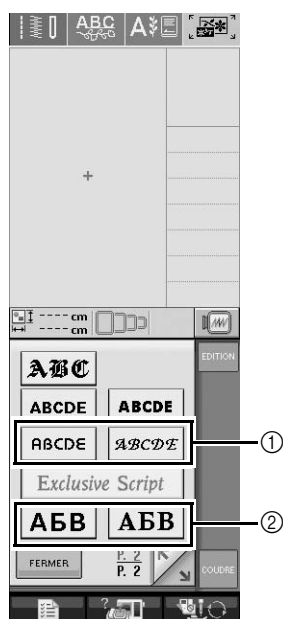 ABC A
---- cm
---- cm
EDITION
ABC
ABCDE ABCDE
ABCDE ABCDE ①
Exclusive Script
АБВ АБВ ②
FERMER P. 2
P. 2
COUDRE
?